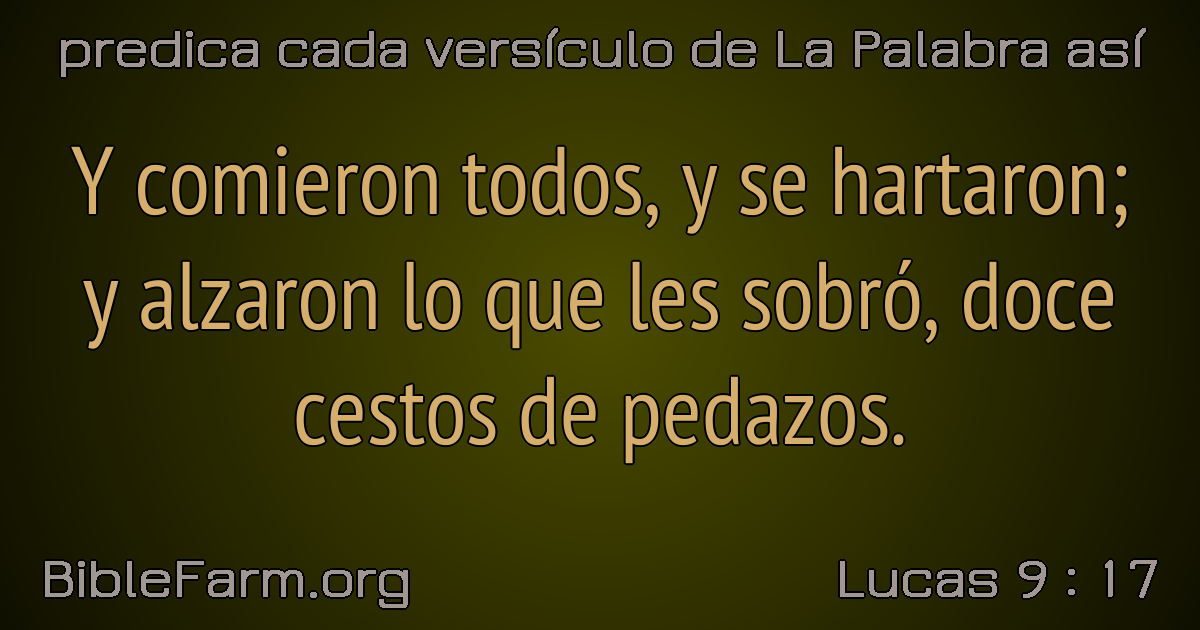 predica cada versículo de La Palabra así
Y comieron todos, y se hartaron;
y alzaron lo que les sobró, doce
cestos de pedazos.
BibleFarm.org
Lucas 9 : 17